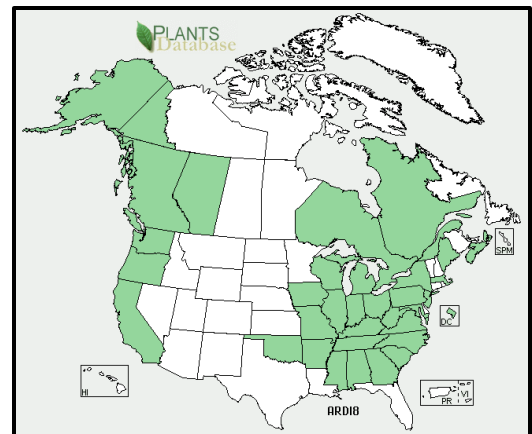 PLANTS
Database
SPM
DC
HI
PR
VI
ARDI8